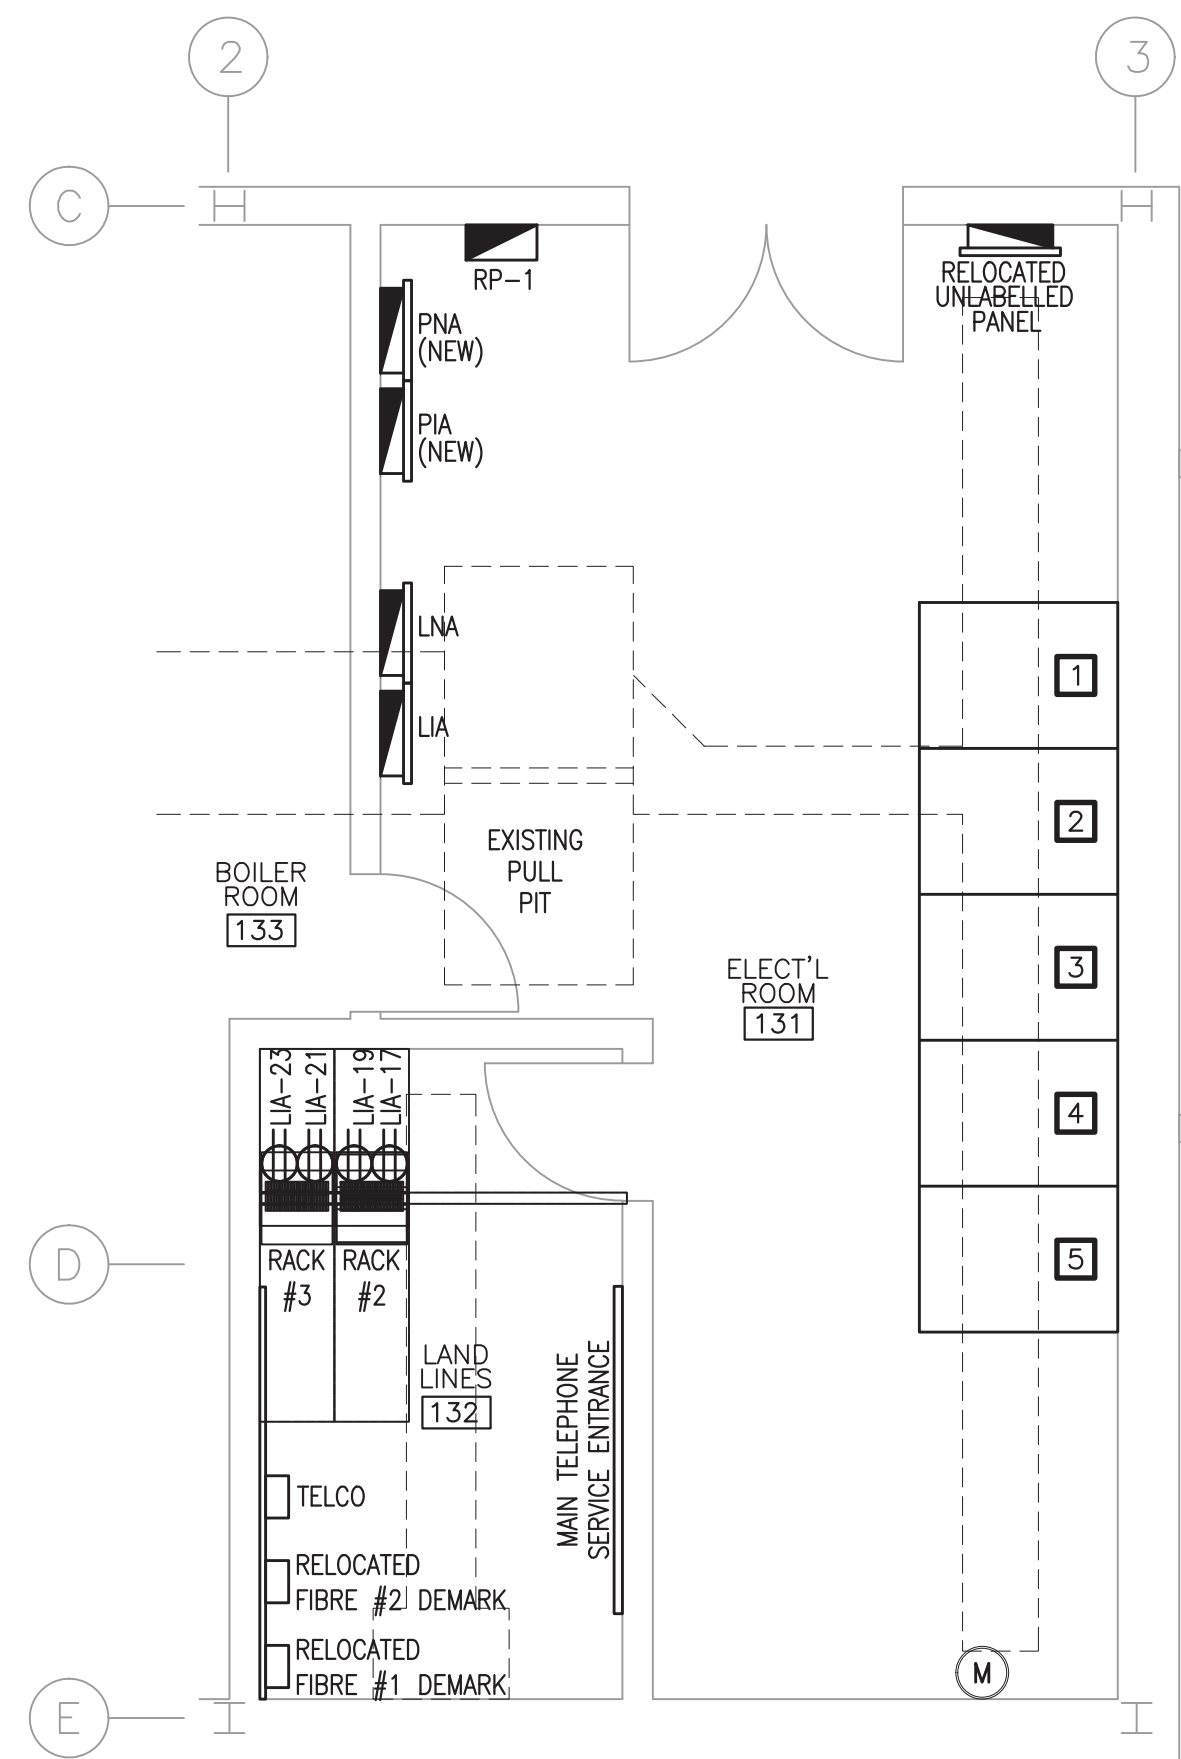 2
3
C
RP-1
RELOCATED
UNLABELLED
PANEL
PNA
(NEW)
PIA
(NEW)
LNA
LIA
1
2
3
4
5
EXISTING
PULL
PIT
BOILER
ROOM
133
ELECT'L
ROOM
131
LIA-23
LIA-21
LIA-19
LIA-17
D
RACK
#3
RACK
#2
LAND
LINES
132
MAIN TELEPHONE
SERVICE ENTRANCE
TELCO
RELOCATED
FIBRE #2 DEMARK
RELOCATED
FIBRE #1 DEMARK
M
E